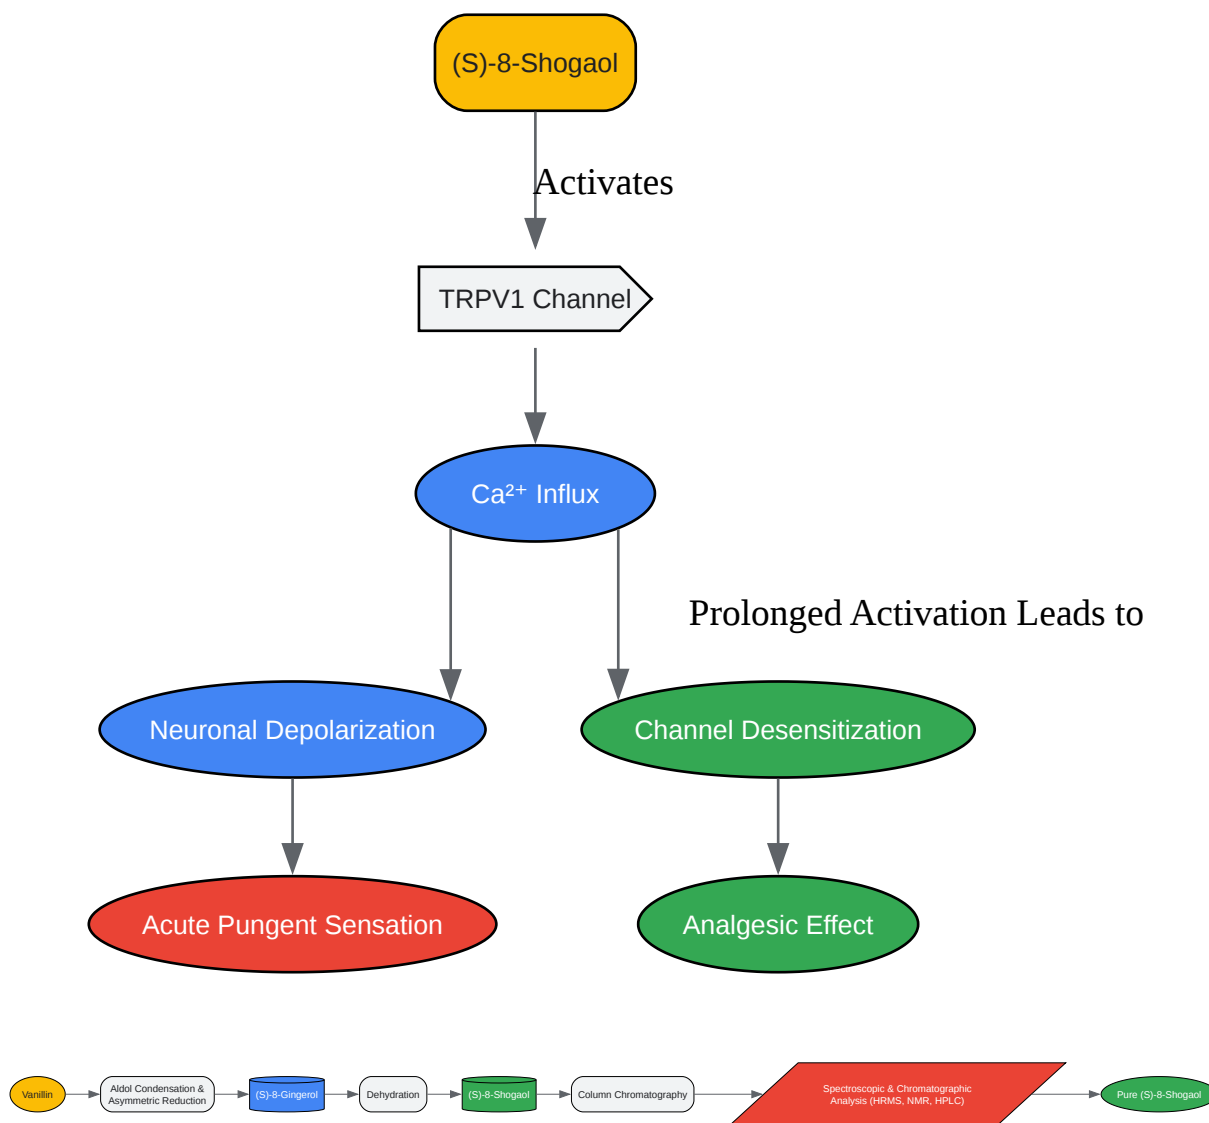 (S)-8-Shogaol
Activates
TRPV1 Channel
Ca²⁺ Influx
Prolonged Activation Leads to
Neuronal Depolarization
Channel Desensitization
Acute Pungent Sensation
Analgesic Effect
Vanillin
Aldol Condensation &
Asymmetric Reduction
(S)-8-Gingerol
Dehydration
(S)-8-Shogaol
Column Chromatography
Spectroscopic & Chromatographic
Analysis (HRMS, NMR, HPLC)
Pure (S)-8-Shogaol